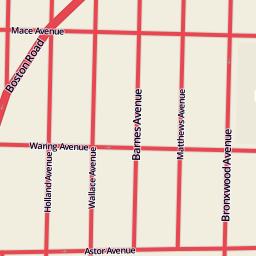 Mace Avenue
Boston Road
Waring Avenue
Holland Avenue
Wallace Avenue
Barnes Avenue
Matthews Avenue
Bronxwood Avenue
Astor Avenue